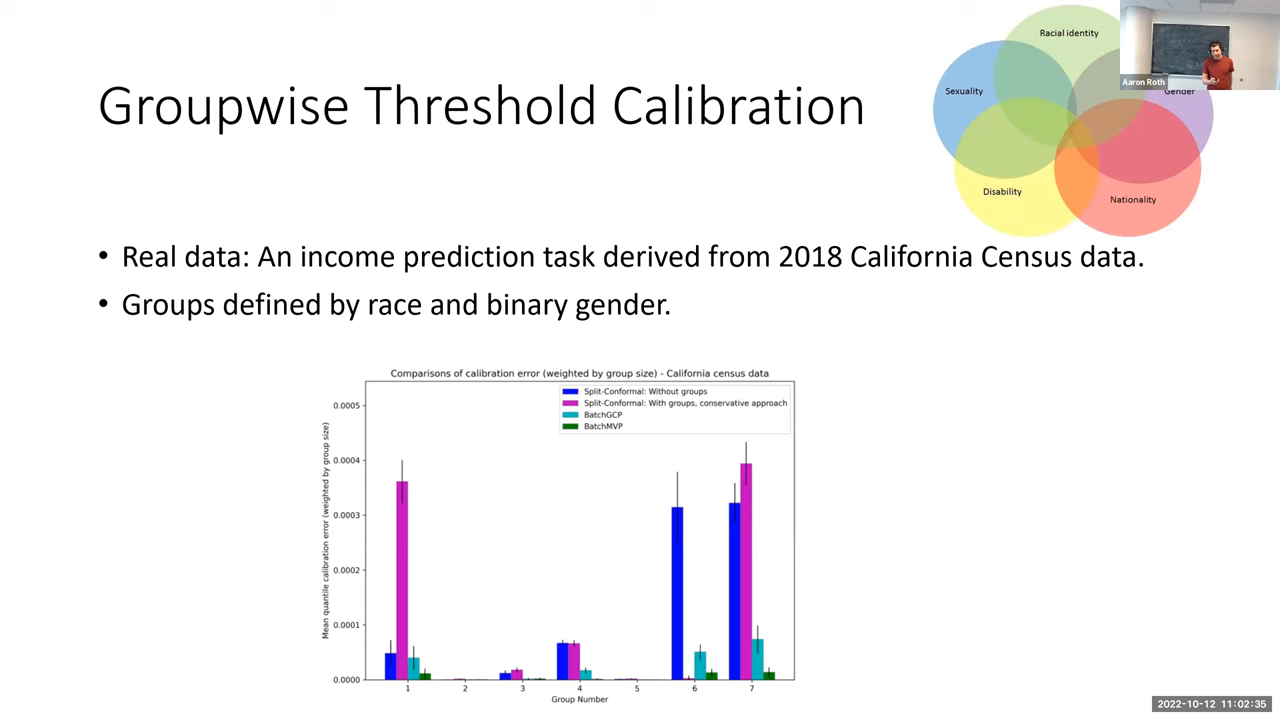 Groupwise Threshold Calibration
Racial identity
Sexuality
Gender
Disability
Nationality
Aaron Roth
• Real data: An income prediction task derived from 2018 California Census data.
• Groups defined by race and binary gender.
Comparisons of calibration error (weighted by group size) - California census data
Split-Conformal: Without groups
Split-Conformal: With groups, conservative approach
BatchGCP
BatchMVP
Mean quantile calibration error (weighted by group size)
0.0005
0.0004
0.0003
0.0002
0.0001
0.0000
1 2 3 4 5 6 7
Group Number
2022-10-12 11:02:35